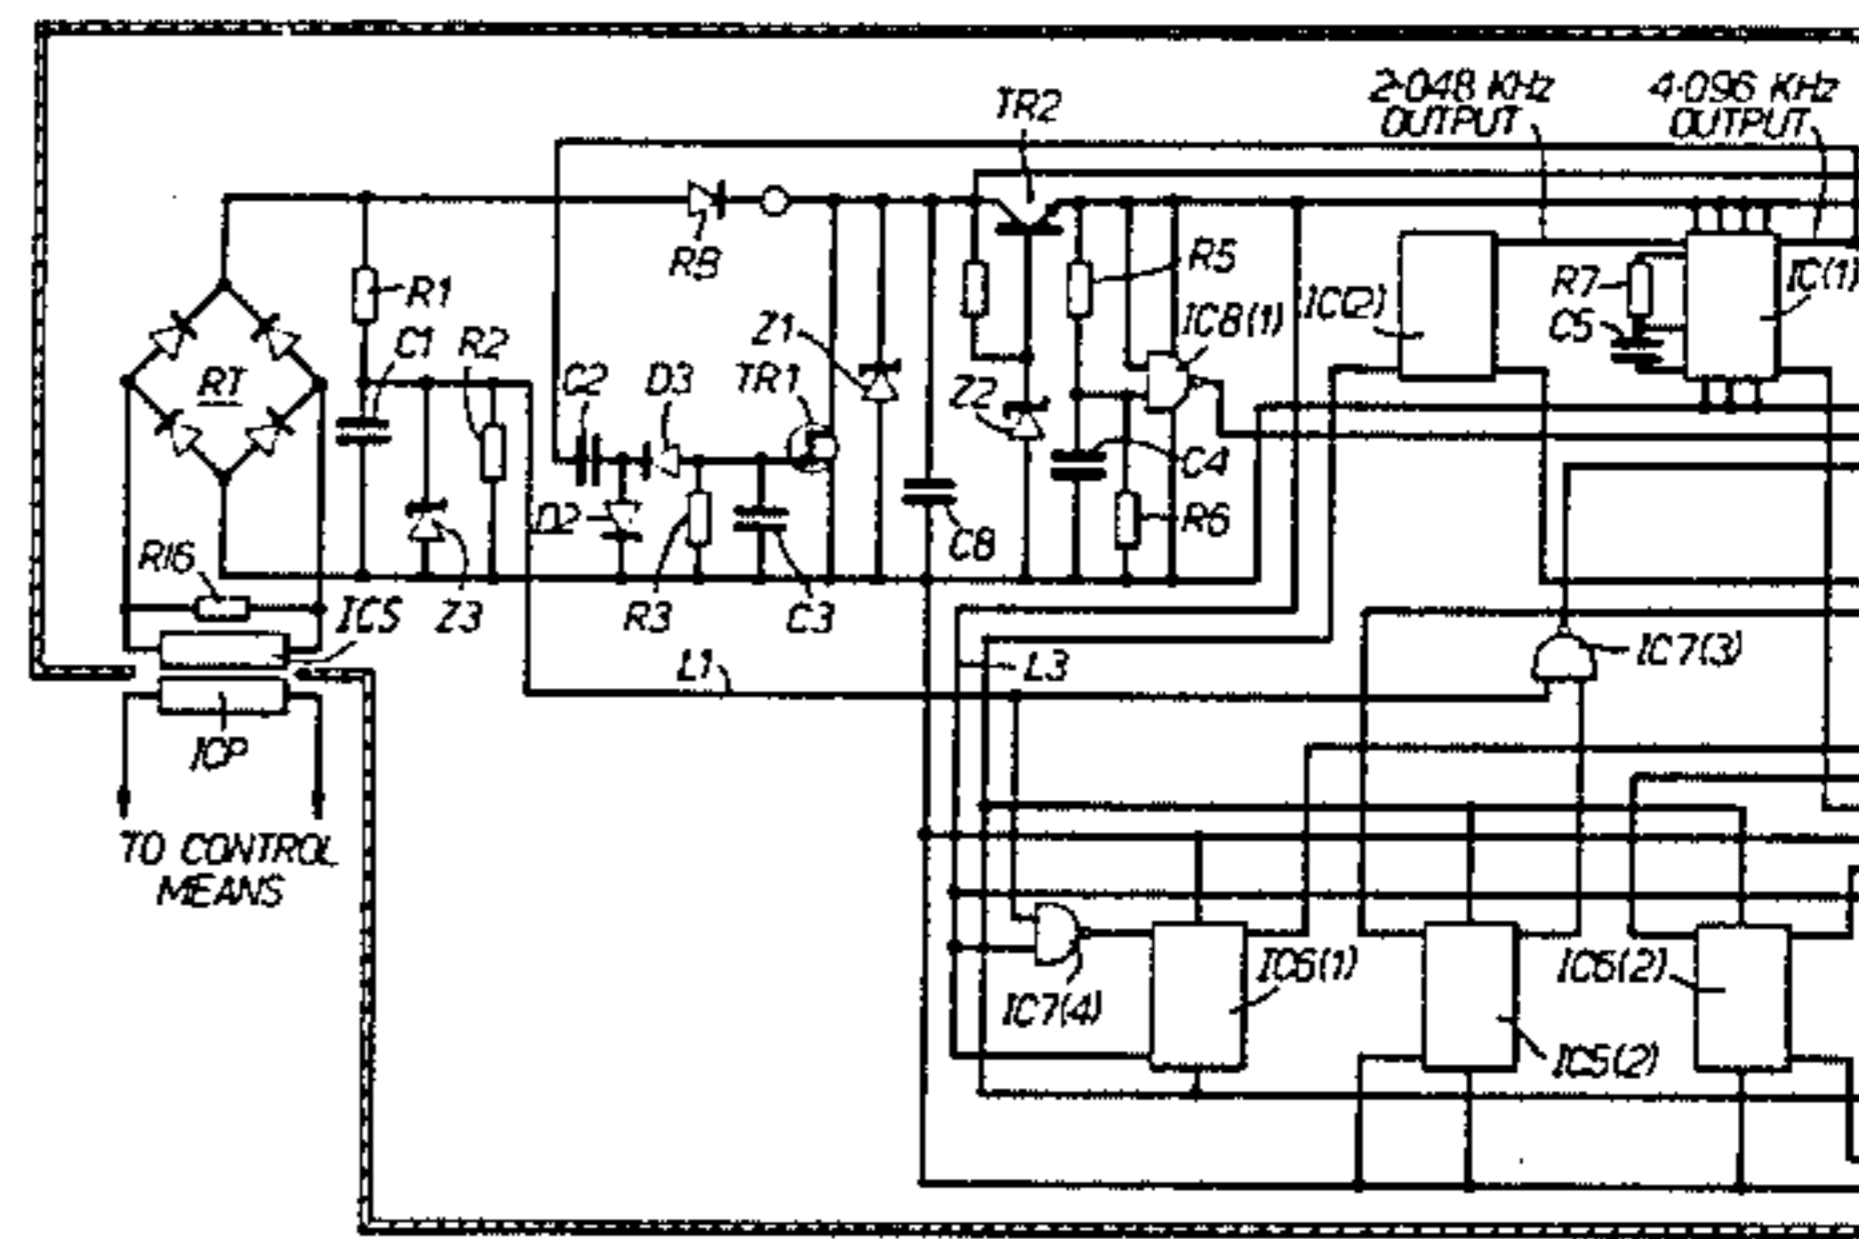 2·048 KHz
OUTPUT
4·096 KHz
OUTPUT
TR2
R8
R5
R7
IC(1)
R1
Z1
IC8(1)
IC(2)
C5
C1
R2
RT
C2
D3
TR1
Z2
C4
D2
C8
R6
R16
ICS
Z3
R3
C3
L1
L3
IC7(3)
ICP
TO CONTROL
MEANS
IC6(1)
IC6(2)
IC7(4)
IC5(2)